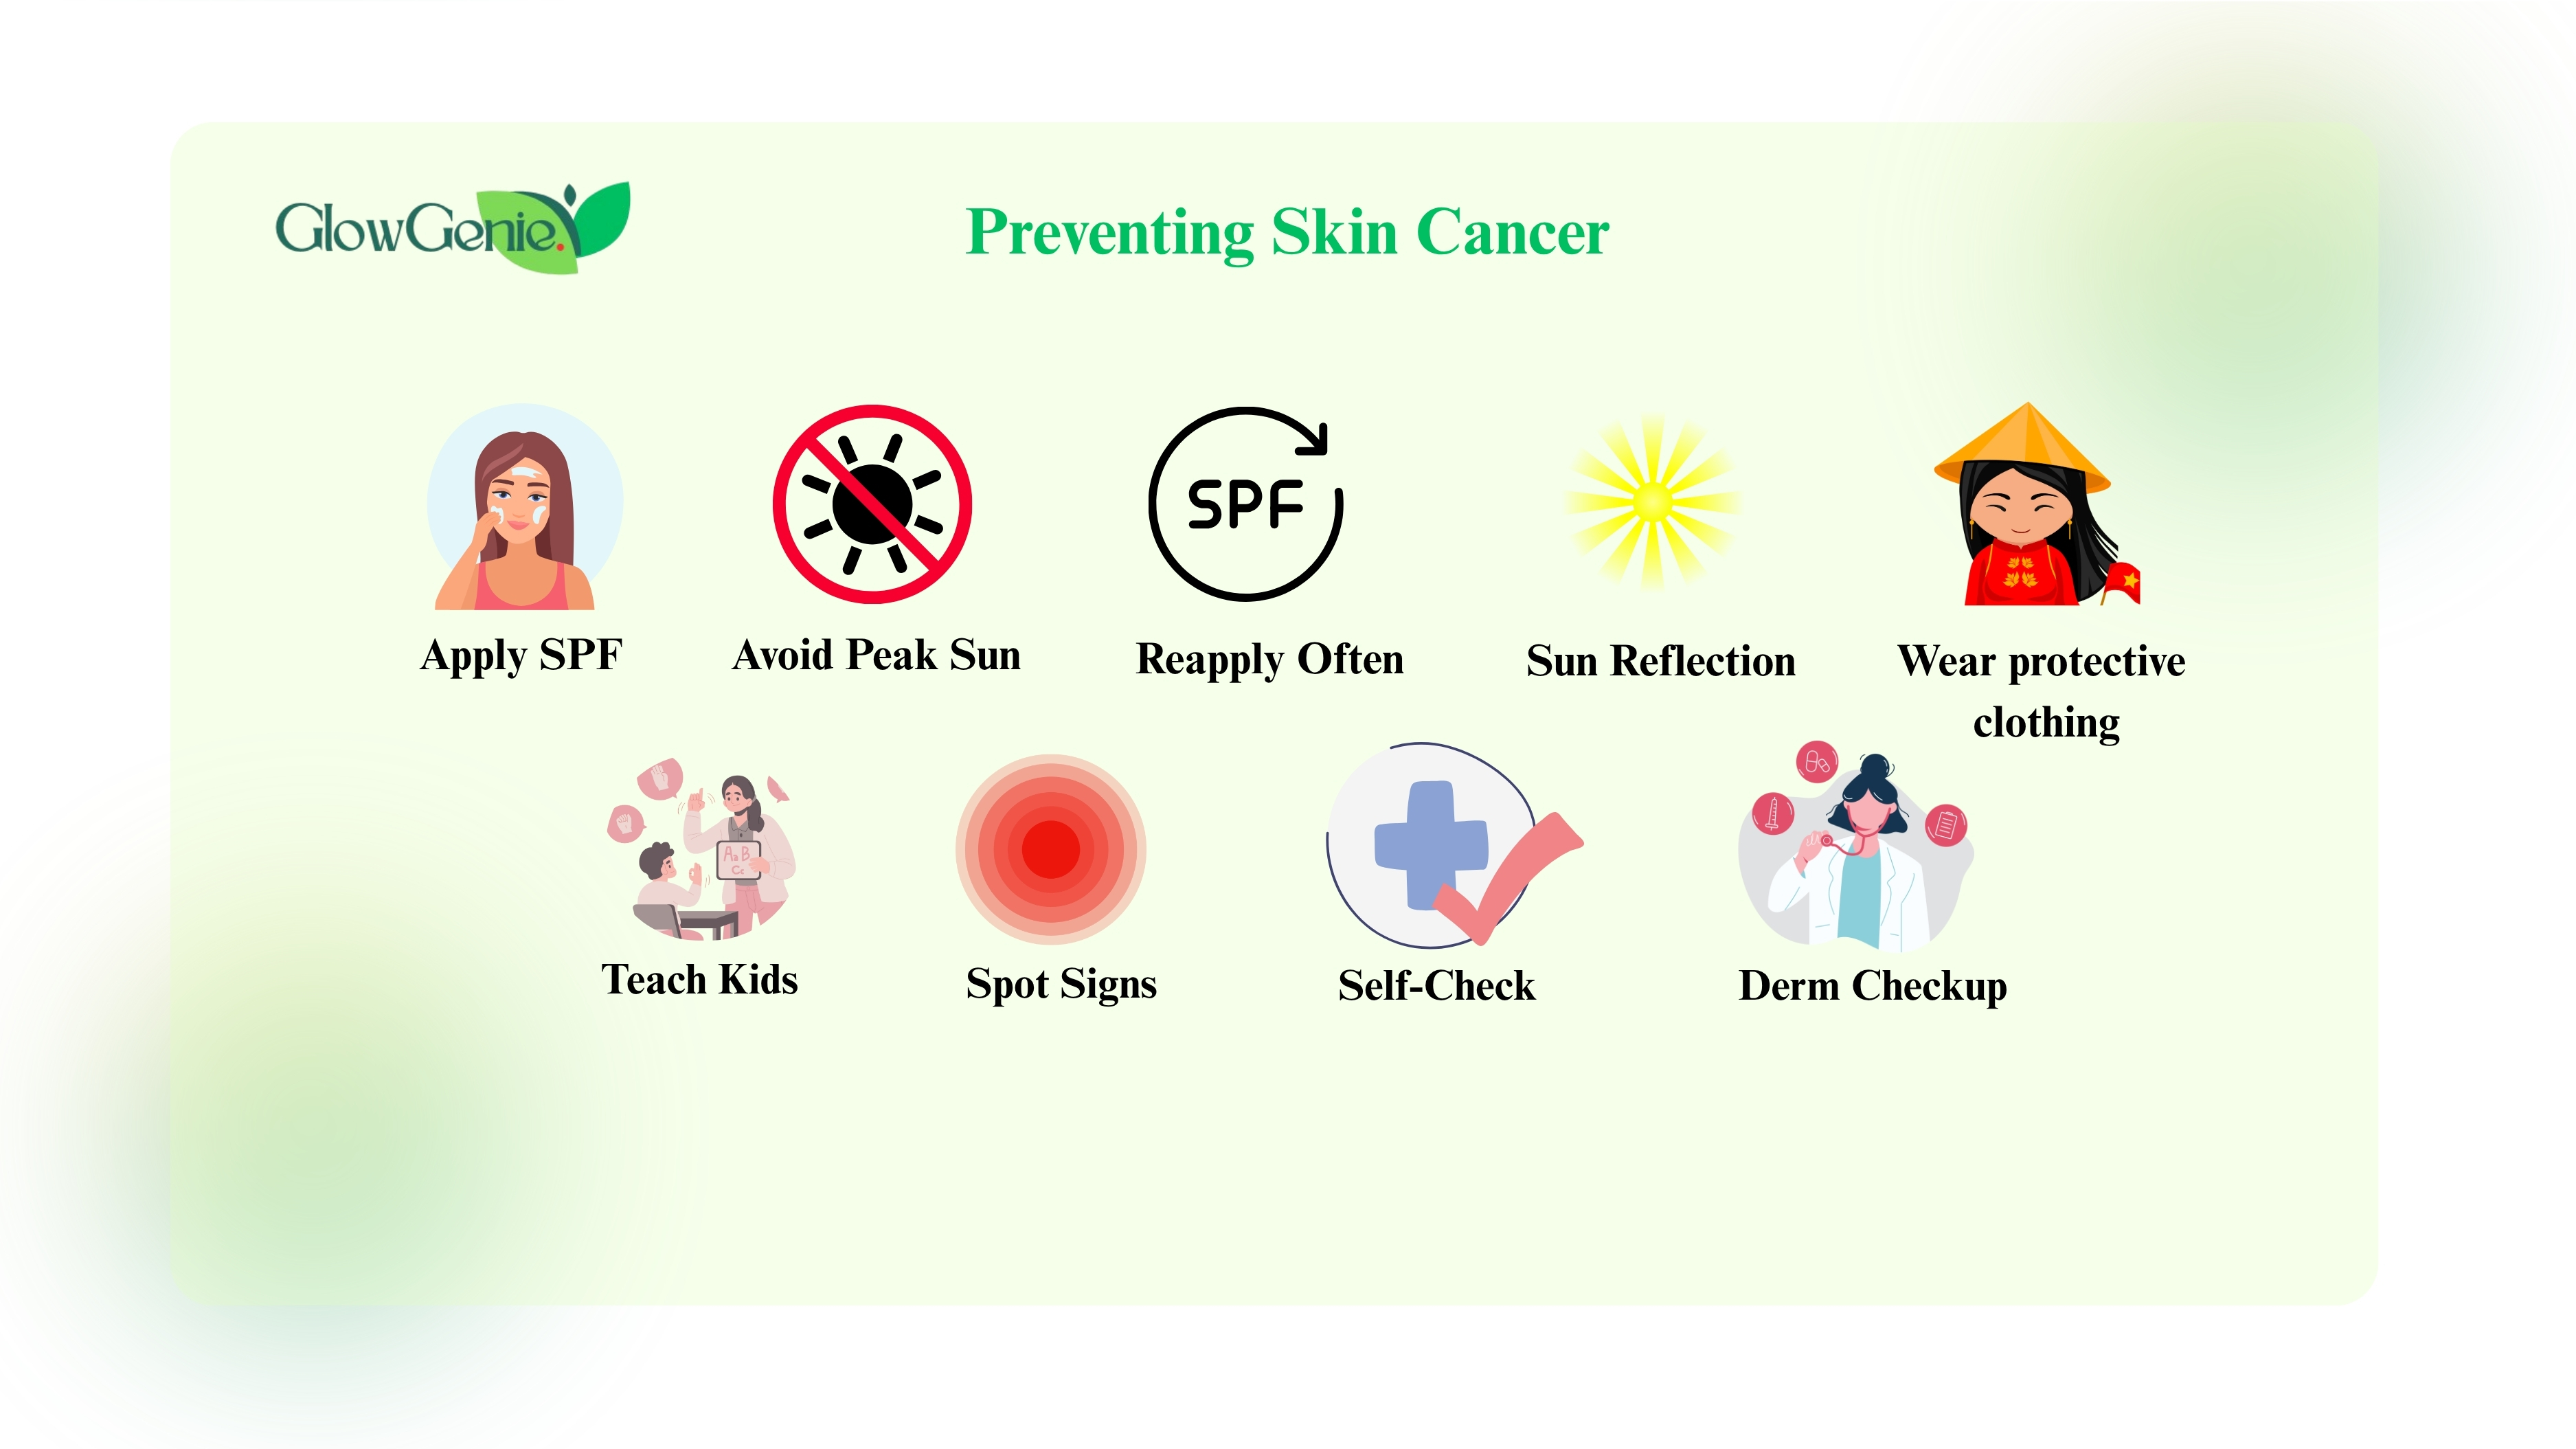 GlowGenie.
Preventing Skin Cancer
SPF
Apply SPF
Avoid Peak Sun
Reapply Often
Sun Reflection
Wear protective
clothing
Aa B
Cc
Teach Kids
Spot Signs
Self-Check
Derm Checkup